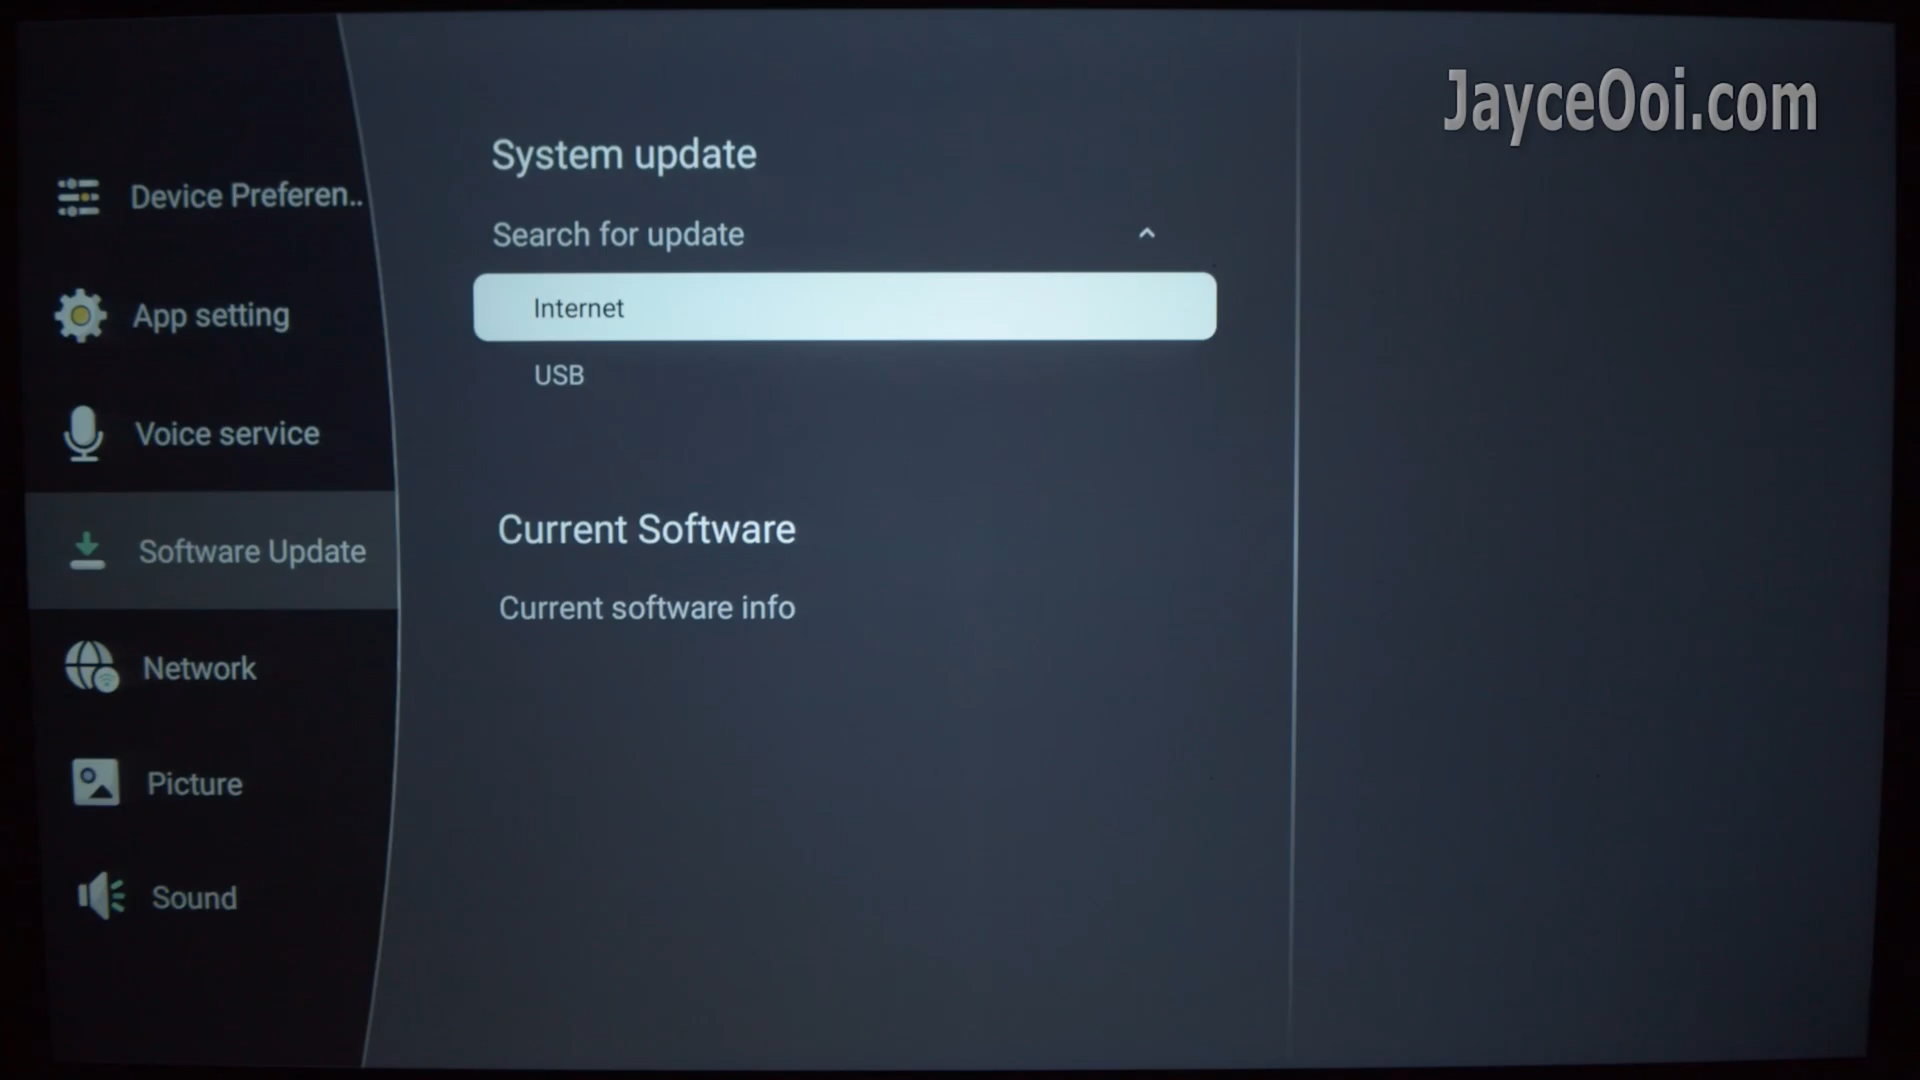 JayceOoi.com
Device Preferen..
App setting
Voice service
Software Update
Network
Picture
Sound
System update
Search for update
Internet
USB
Current Software
Current software info